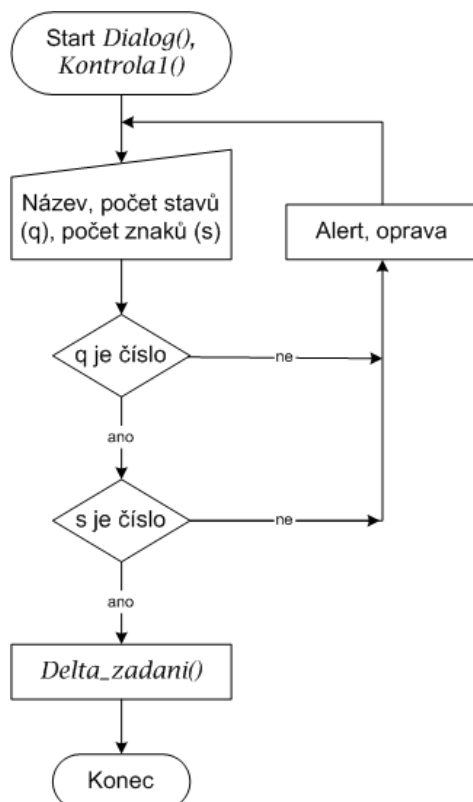 Start Dialog(),
Kontrola1()
Název, počet stavů
(q), počet znaků (s)
Alert, oprava
q je číslo
ne
ano
s je číslo
ne
ano
Delta_zadani()
Konec